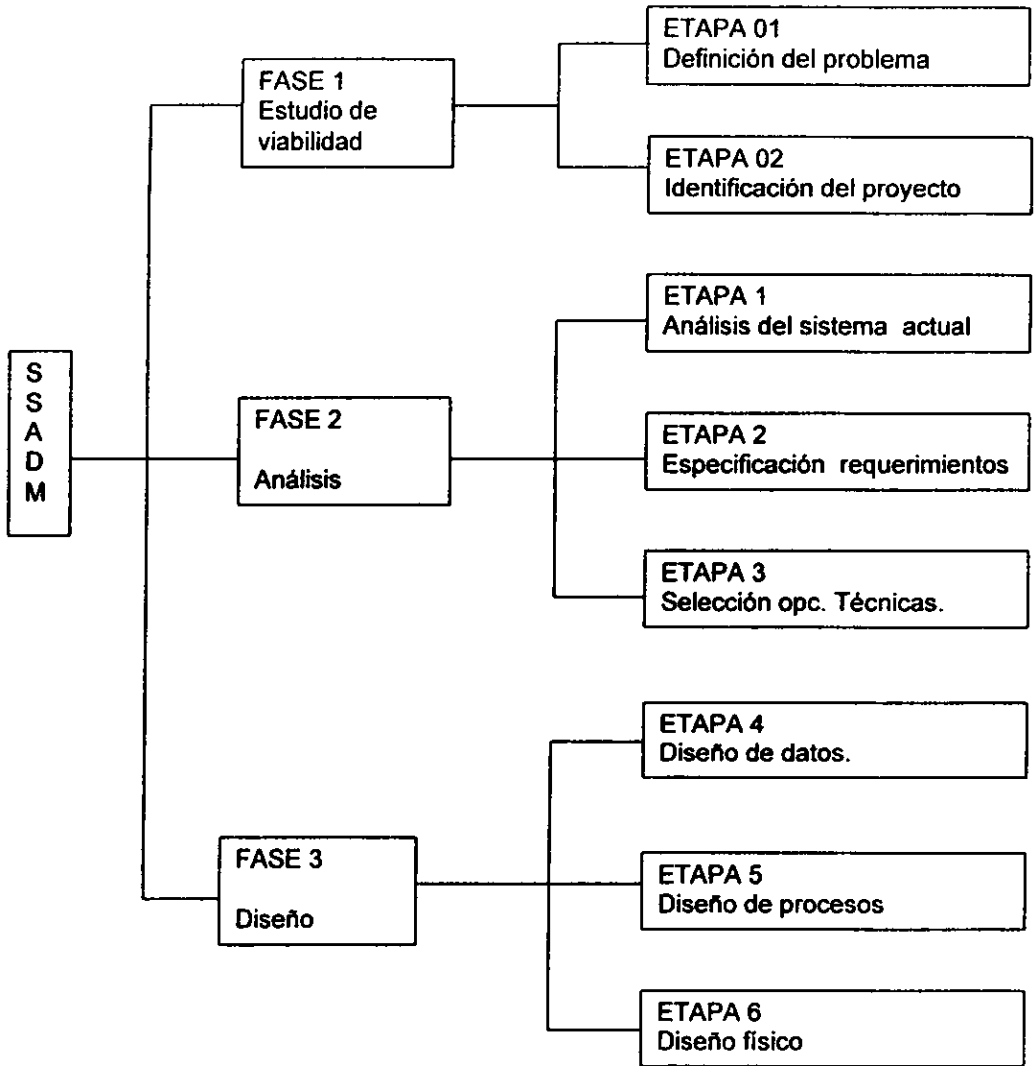 S
S
A
D
M
FASE 1
Estudio de
viabilidad
ETAPA 01
Definición del problema
ETAPA 02
Identificación del proyecto
FASE 2
Análisis
ETAPA 1
Análisis del sistema actual
ETAPA 2
Especificación requerimientos
ETAPA 3
Selección opc. Técnicas.
FASE 3
Diseño
ETAPA 4
Diseño de datos.
ETAPA 5
Diseño de procesos
ETAPA 6
Diseño físico